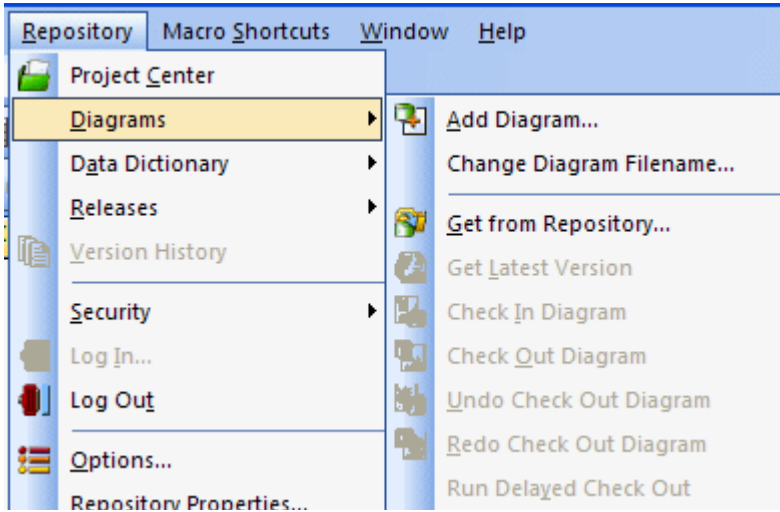 Repository Macro Shortcuts Window Help
Project Center
Diagrams
Data Dictionary
Releases
Version History
Security
Log In...
Log Out
Options...
Repository Properties...
Add Diagram...
Change Diagram Filename...
Get from Repository...
Get Latest Version
Check In Diagram
Check Out Diagram
Undo Check Out Diagram
Redo Check Out Diagram
Run Delayed Check Out